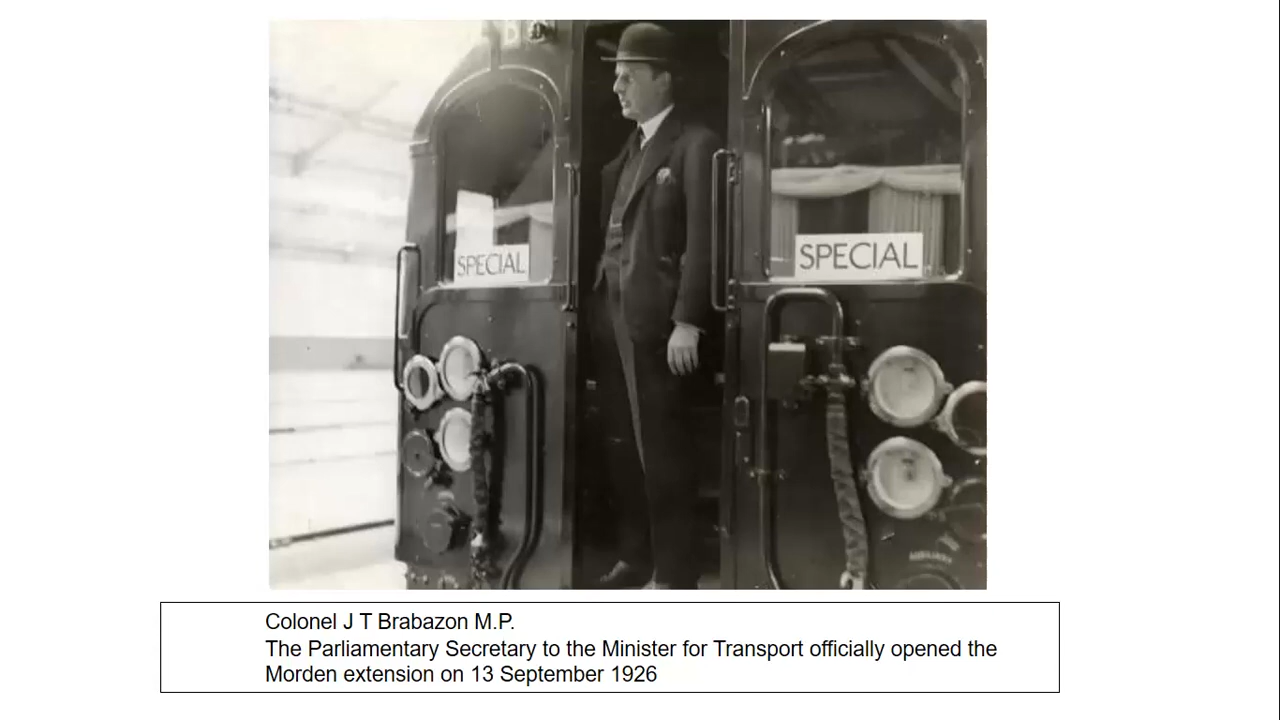 SPECIAL
SPECIAL
Colonel J T Brabazon M.P.
The Parliamentary Secretary to the Minister for Transport officially opened the
Morden extension on 13 September 1926